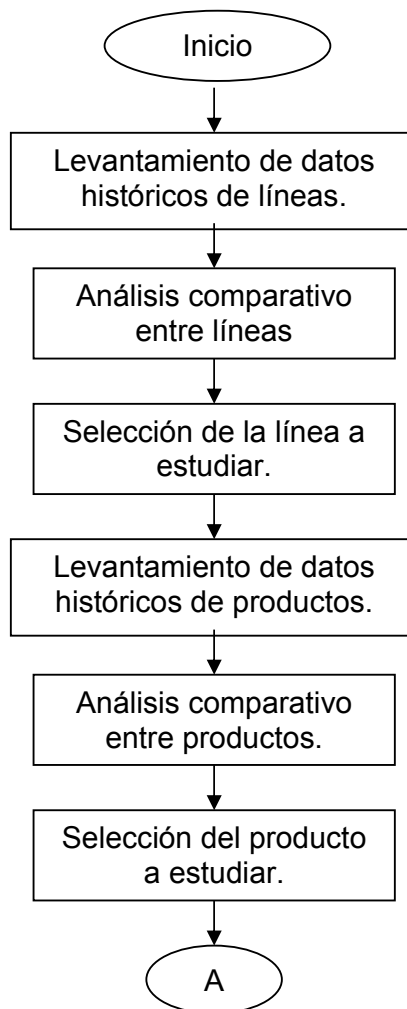 Inicio
Levantamiento de datos
históricos de líneas.
Análisis comparativo
entre líneas
Selección de la línea a
estudiar.
Levantamiento de datos
históricos de productos.
Análisis comparativo
entre productos.
Selección del producto
a estudiar.
A